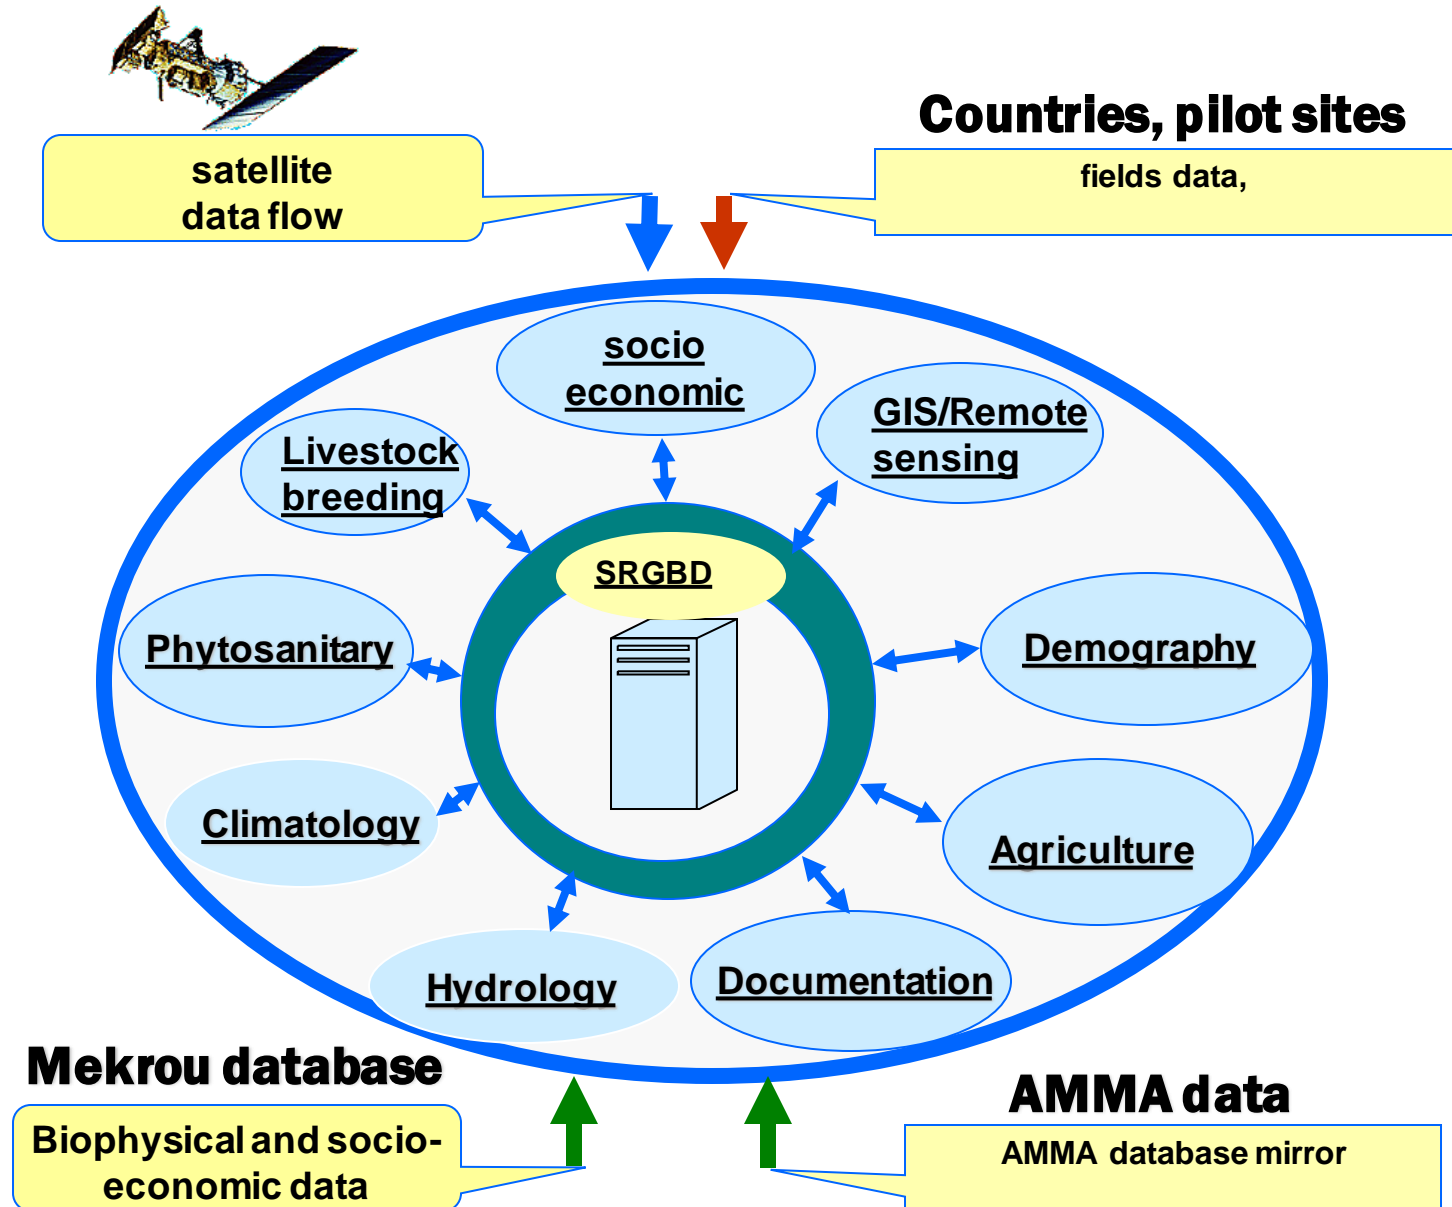 Countries, pilot sites
satellite
data flow
fields data,
socio
economic
GIS/Remote
sensing
Livestock
breeding
SRGBD
Phytosanitary
Demography
Climatology
Agriculture
Hydrology
Documentation
Mekrou database
Biophysical and socio-
economic data
AMMA data
AMMA database mirror